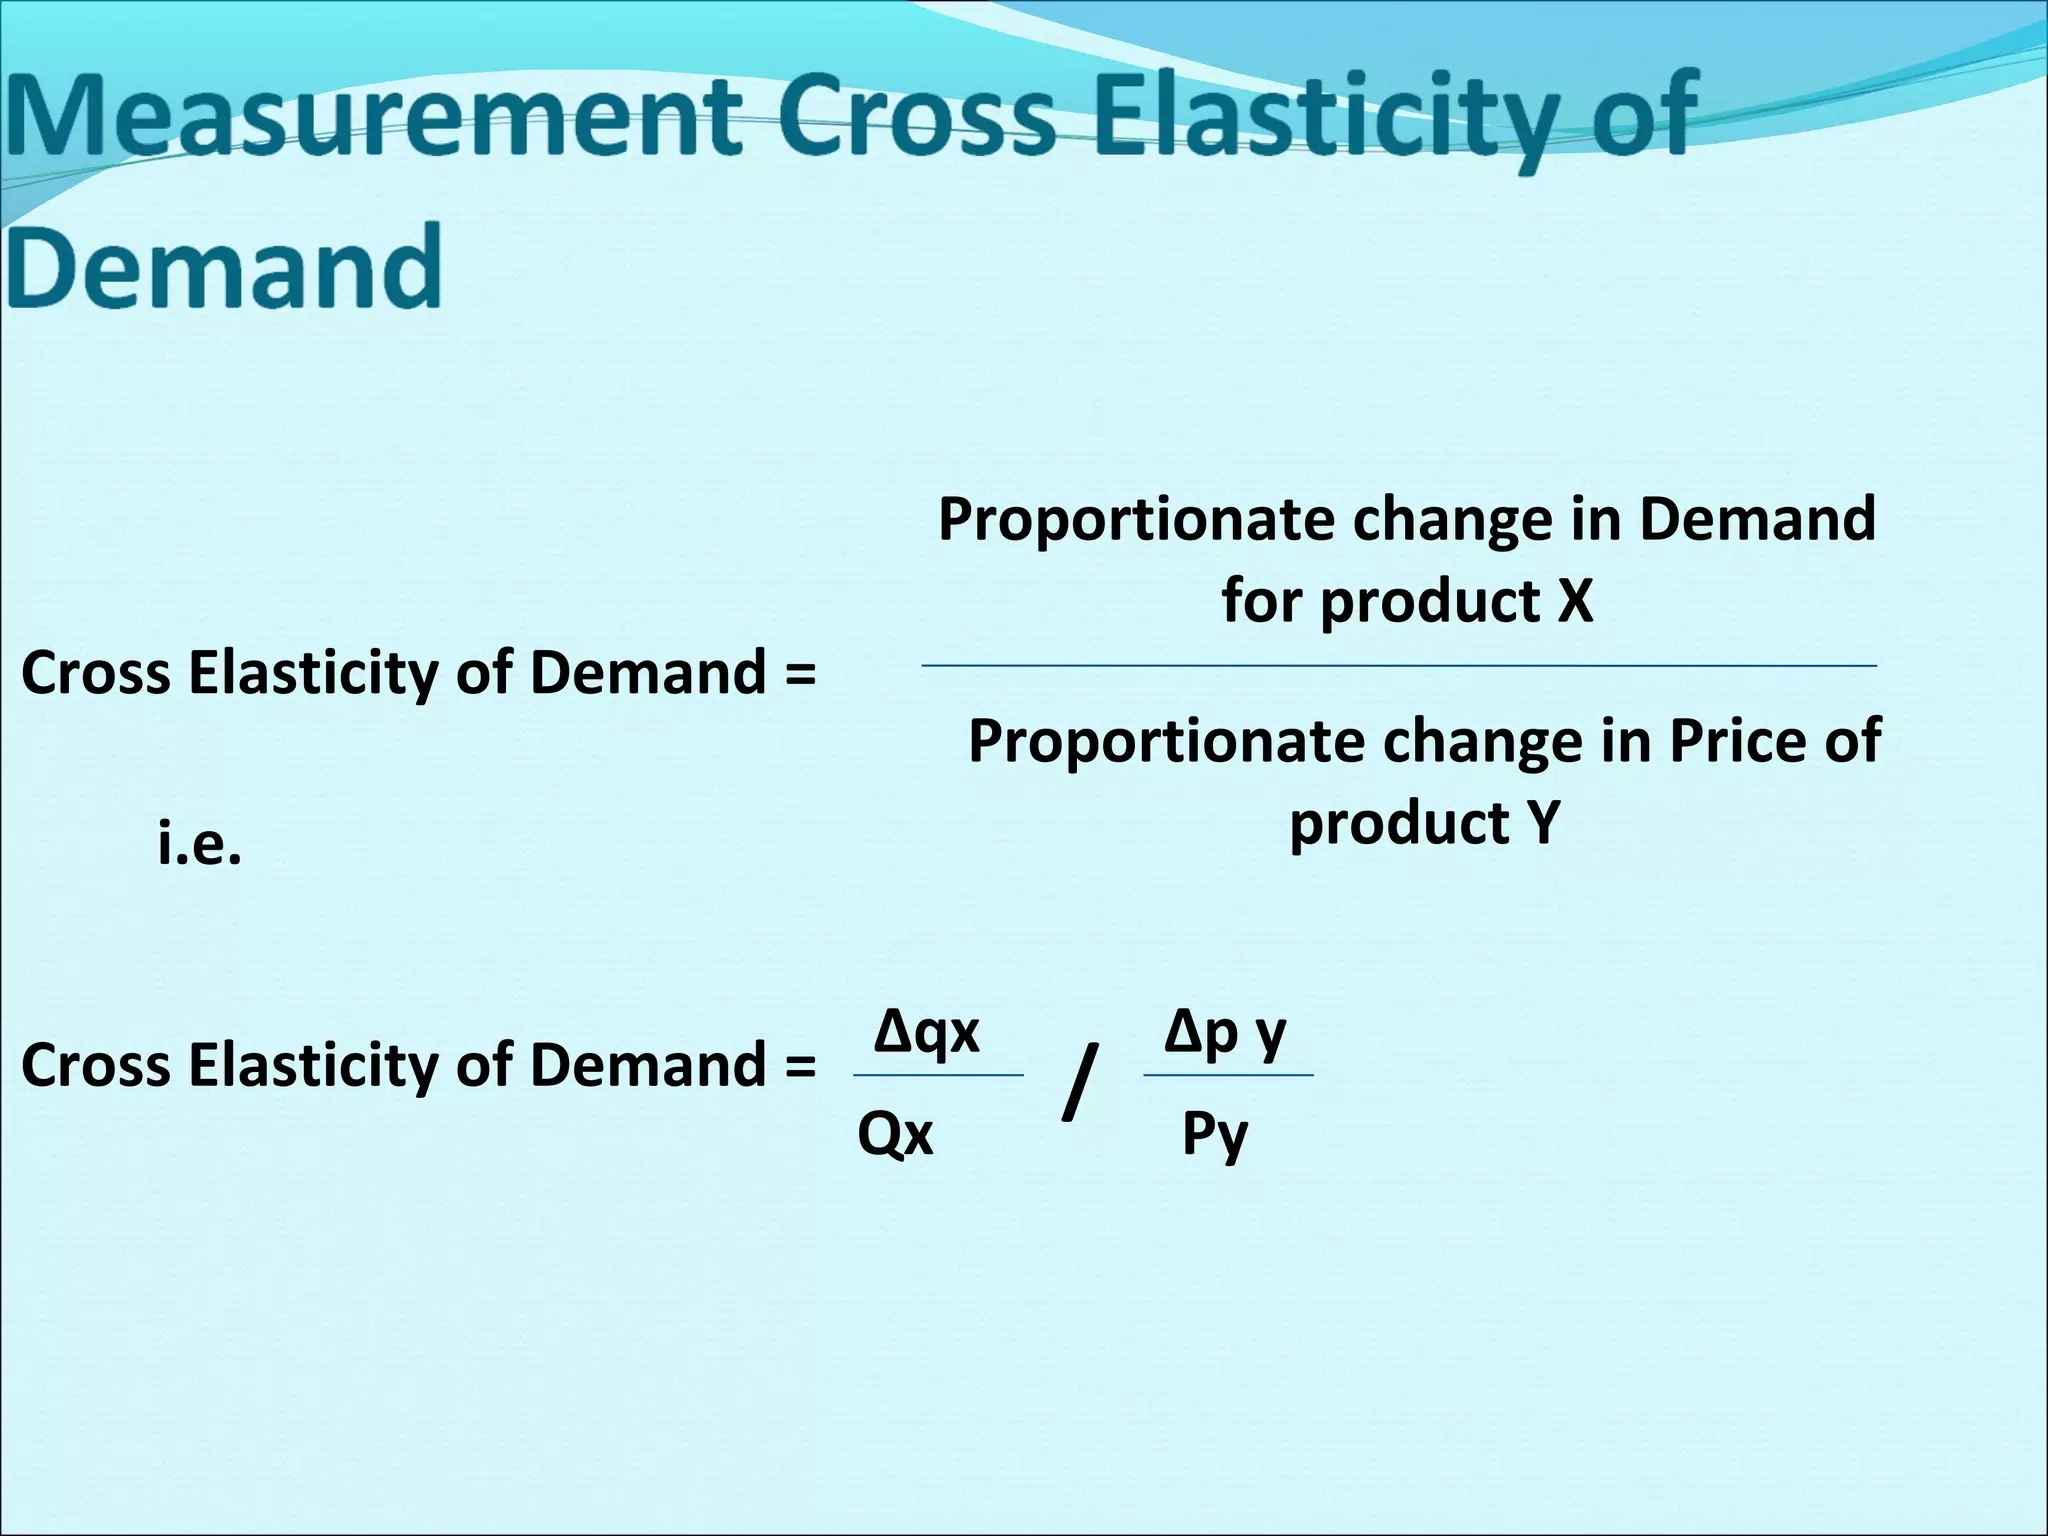 Measurement Cross Elasticity of
Demand
Proportionate change in Demand
for product X
Cross Elasticity of Demand =
Proportionate change in Price of
product Y
i.e.
Cross Elasticity of Demand =
Δqx
/
Δp y
Qx
Py